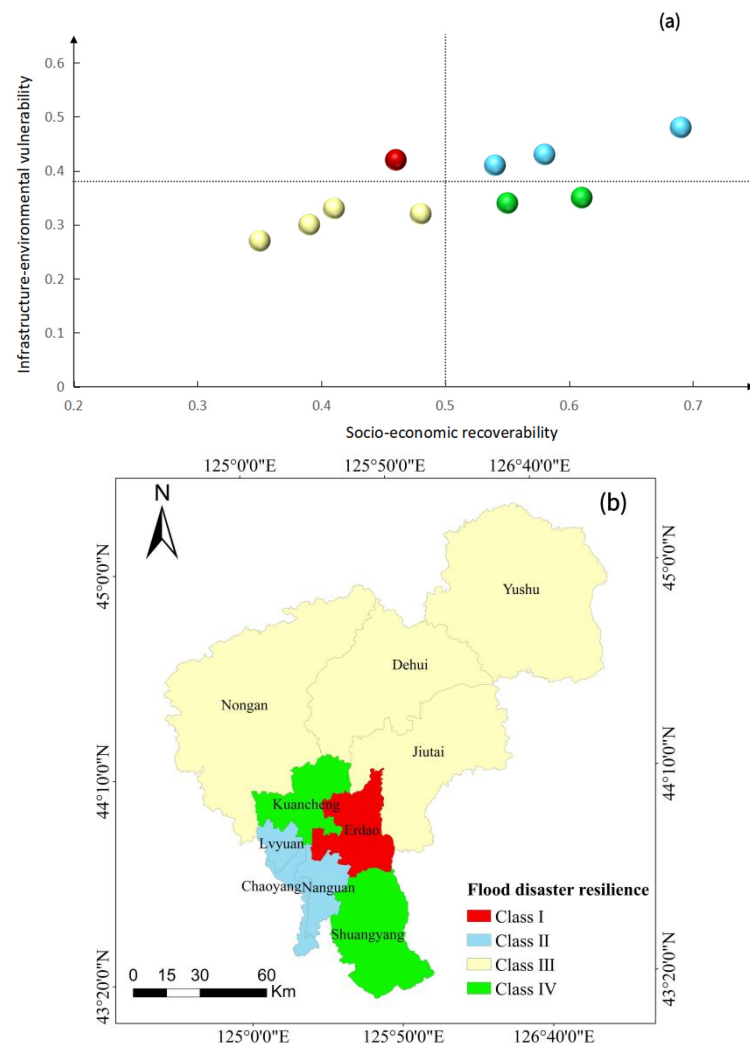 (a)
Infrastructure-environmental vulnerability
0.6
0.5
0.4
0.3
0.2
0.1
0
0.2 0.3 0.4 0.5 0.6 0.7
Socio-economic recoverability
125°0'0"E 125°50'0"E 126°40'0"E
(b)
N
45°0'0"N 45°0'0"N
Yushu
Dehui
Nongan
Jiutai
44°10'0"N 44°10'0"N
Kuancheng
Erdao
Lvyuan
Chaoyang Nanguan
Shuangyang
Flood disaster resilience
Class I
Class II
Class III
Class IV
0 15 30 60
Km
43°20'0"N 43°20'0"N
125°0'0"E 125°50'0"E 126°40'0"E